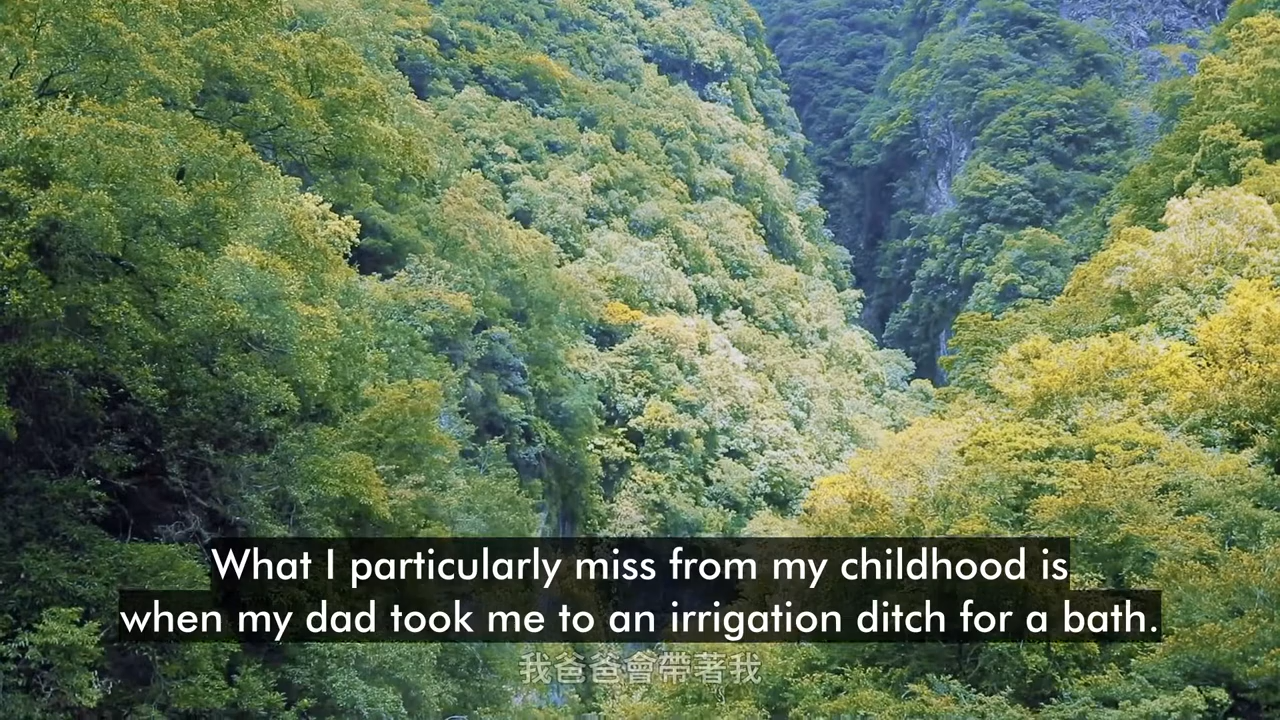 What I particularly miss from my childhood is
when my dad took me to an irrigation ditch for a bath.
我爸爸會帶著我